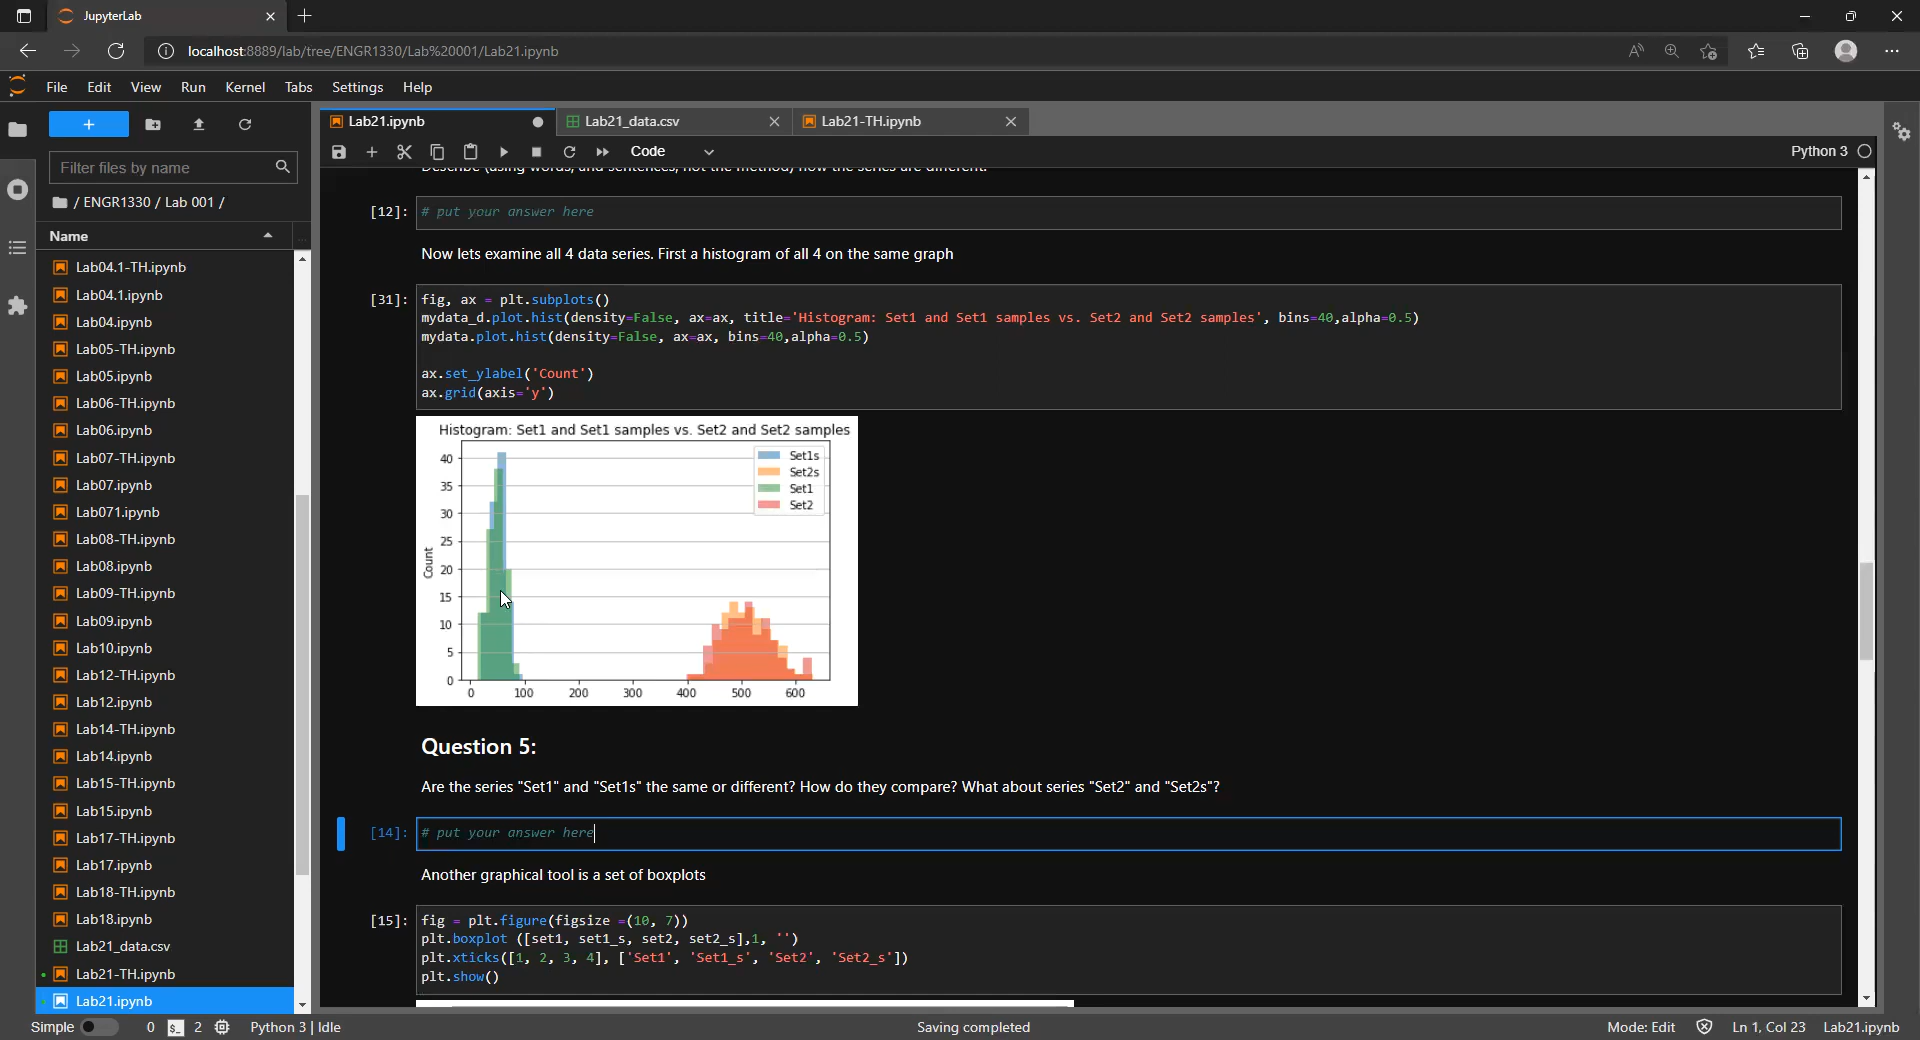 JupyterLab
localhost:8889/lab/tree/ENGR1330/Lab%20001/Lab21.ipynb
File Edit View Run Kernel Tabs Settings Help
Filter files by name
/ ENGR1330 / Lab 001 /
Name
Lab04.1-TH.ipynb
Lab04.1.ipynb
Lab04.ipynb
Lab05-TH.ipynb
Lab05.ipynb
Lab06-TH.ipynb
Lab06.ipynb
Lab07-TH.ipynb
Lab07.ipynb
Lab071.ipynb
Lab08-TH.ipynb
Lab08.ipynb
Lab09-TH.ipynb
Lab09.ipynb
Lab10.ipynb
Lab12-TH.ipynb
Lab12.ipynb
Lab14-TH.ipynb
Lab14.ipynb
Lab15-TH.ipynb
Lab15.ipynb
Lab17-TH.ipynb
Lab17.ipynb
Lab18-TH.ipynb
Lab18.ipynb
Lab21_data.csv
Lab21-TH.ipynb
Lab21.ipynb
Lab21.ipynb Lab21_data.csv Lab21-TH.ipynb
Code Python 3
Describe (using words, and sentences, not the method) how the series are different.
[12]: # put your answer here
Now lets examine all 4 data series. First a histogram of all 4 on the same graph
[31]: fig, ax = plt.subplots()
mydata_d.plot.hist(density=False, ax=ax, title='Histogram: Set1 and Set1 samples vs. Set2 and Set2 samples', bins=40,alpha=0.5)
mydata.plot.hist(density=False, ax=ax, bins=40,alpha=0.5)
ax.set_ylabel('Count')
ax.grid(axis='y')
Histogram: Set1 and Set1 samples vs. Set2 and Set2 samples
Set1s
Set2s
Set1
Set2
40
35
30
25
20
15
10
5
0
Count
0 100 200 300 400 500 600
Question 5:
Are the series "Set1" and "Set1s" the same or different? How do they compare? What about series "Set2" and "Set2s"?
[14]: # put your answer here
Another graphical tool is a set of boxplots
[15]: fig = plt.figure(figsize =(10, 7))
plt.boxplot ([set1, set1_s, set2, set2_s],1, '')
plt.xticks([1, 2, 3, 4], ['Set1', 'Set1_s', 'Set2', 'Set2_s'])
plt.show()
Simple 0 $_ 2 Python 3 | Idle Saving completed Mode: Edit Ln 1, Col 23 Lab21.ipynb